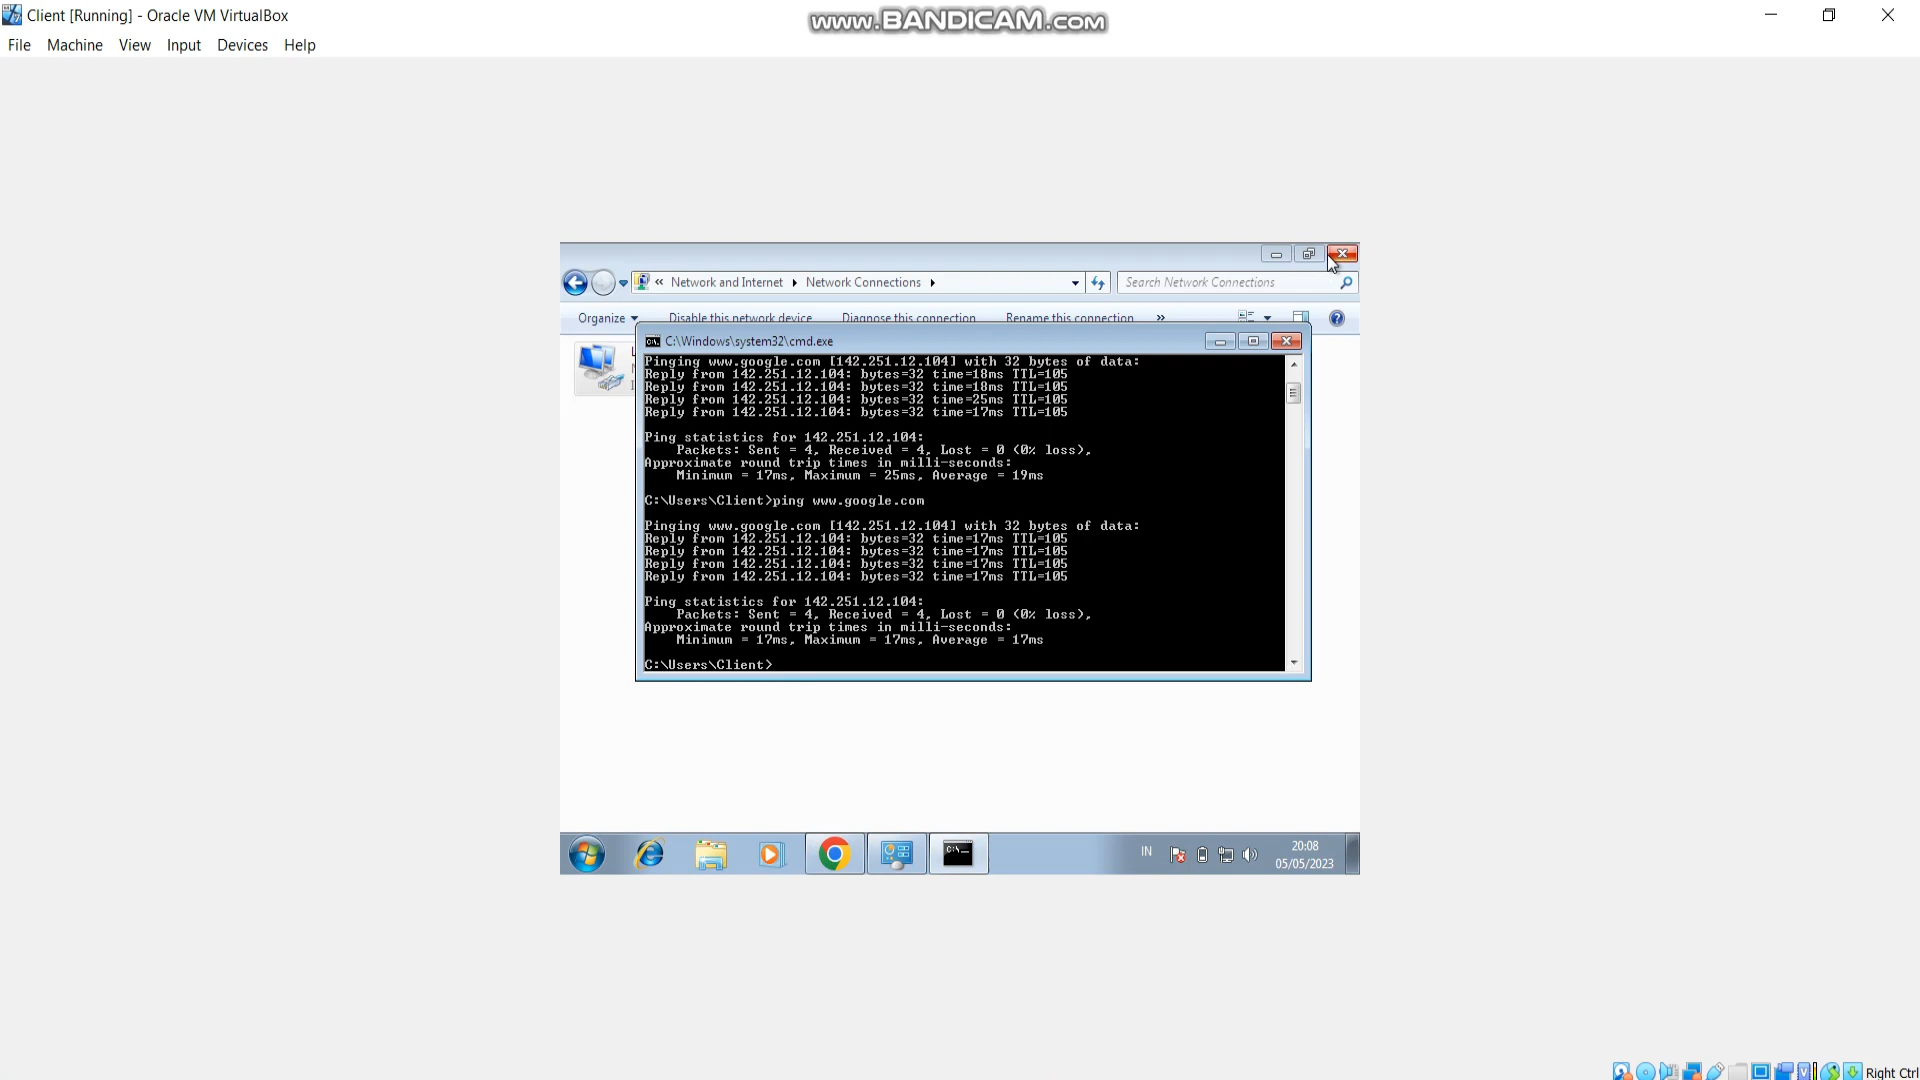 Client [Running] - Oracle VM VirtualBox
www.BANDICAM.com
File Machine View Input Devices Help
« Network and Internet Network Connections
Search Network Connections
Organize Disable this network device Diagnose this connection Rename this connection »
C:\Windows\system32\cmd.exe
Pinging www.google.com [142.251.12.104] with 32 bytes of data:
Reply from 142.251.12.104: bytes=32 time=18ms TTL=105
Reply from 142.251.12.104: bytes=32 time=18ms TTL=105
Reply from 142.251.12.104: bytes=32 time=25ms TTL=105
Reply from 142.251.12.104: bytes=32 time=17ms TTL=105
Ping statistics for 142.251.12.104:
Packets: Sent = 4, Received = 4, Lost = 0 (0% loss),
Approximate round trip times in milli-seconds:
Minimum = 17ms, Maximum = 25ms, Average = 19ms
C:\Users\Client>ping www.google.com
Pinging www.google.com [142.251.12.104] with 32 bytes of data:
Reply from 142.251.12.104: bytes=32 time=17ms TTL=105
Reply from 142.251.12.104: bytes=32 time=17ms TTL=105
Reply from 142.251.12.104: bytes=32 time=17ms TTL=105
Reply from 142.251.12.104: bytes=32 time=17ms TTL=105
Ping statistics for 142.251.12.104:
Packets: Sent = 4, Received = 4, Lost = 0 (0% loss),
Approximate round trip times in milli-seconds:
Minimum = 17ms, Maximum = 17ms, Average = 17ms
C:\Users\Client>
IN
20:08
05/05/2023
Right Ctrl